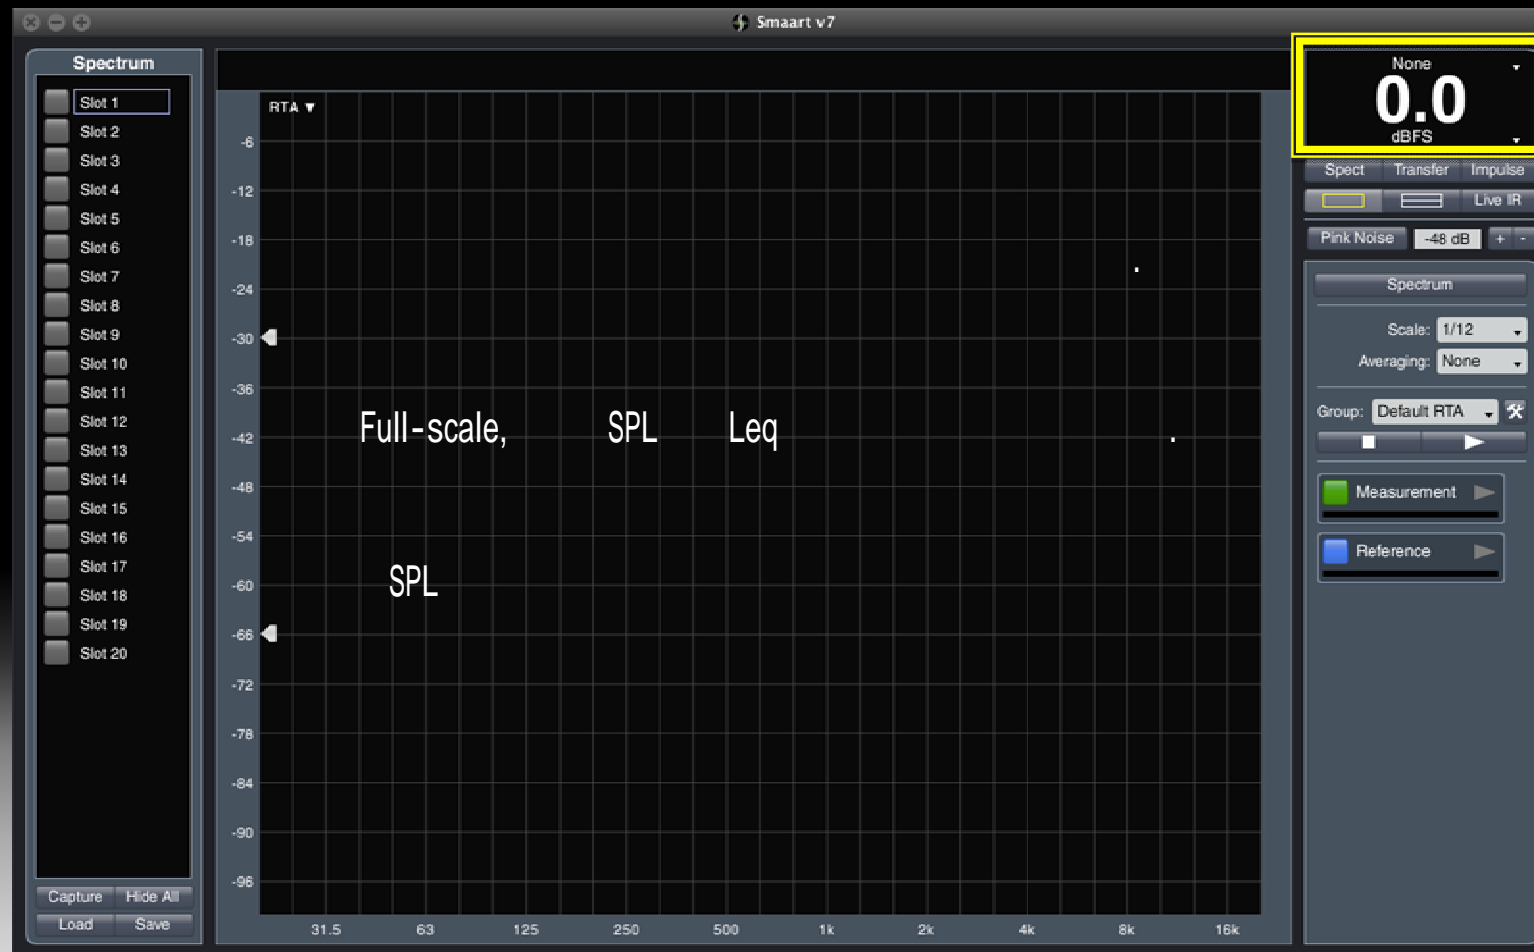 Smaart v7
Spectrum
Slot 1
Slot 2
Slot 3
Slot 4
Slot 5
Slot 6
Slot 7
Slot 8
Slot 9
Slot 10
Slot 11
Slot 12
Slot 13
Slot 14
Slot 15
Slot 16
Slot 17
Slot 18
Slot 19
Slot 20
Capture Hide All
Load Save
RTA
-6
-12
-18
.
-24
-30
-36
Full-scale, SPL Leq .
-42
-48
-54
SPL
-60
-66
-72
-78
-84
-90
-96
31.5 63 125 250 500 1k 2k 4k 8k 16k
None
0.0
dBFS
Spect Transfer Impulse
Live IR
Pink Noise -48 dB + -
Spectrum
Scale: 1/12
Averaging: None
Group: Default RTA
Measurement
Reference